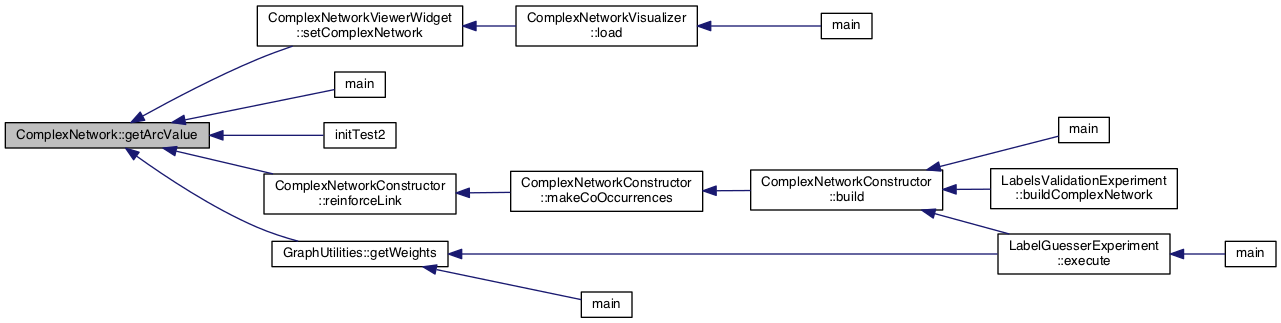 ComplexNetworkViewerWidget
::setComplexNetwork
ComplexNetworkVisualizer
::load
main
main
ComplexNetwork::getArcValue
initTest2
main
ComplexNetworkConstructor
::reinforceLink
ComplexNetworkConstructor
::makeCoOccurrences
ComplexNetworkConstructor
::build
LabelsValidationExperiment
::buildComplexNetwork
GraphUtilities::getWeights
LabelGuesserExperiment
::execute
main
main